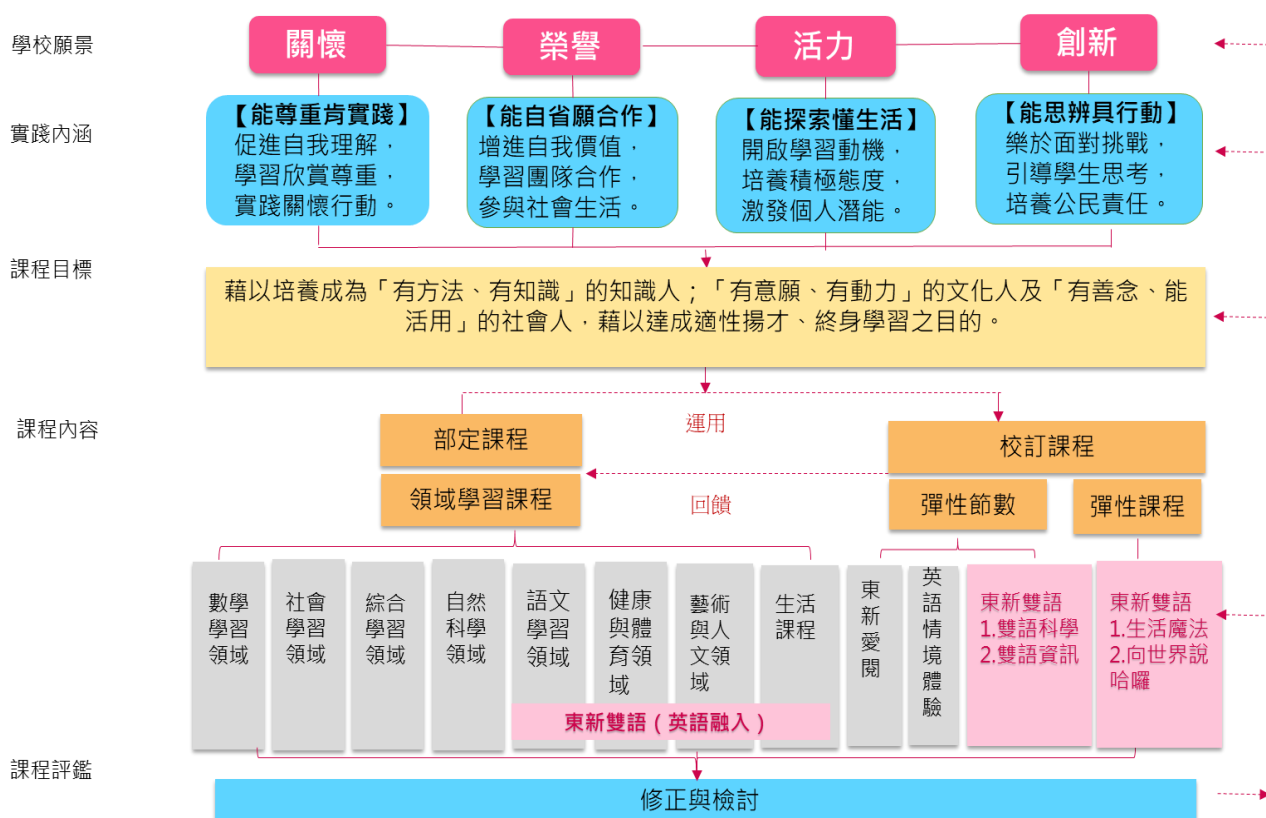 學校願景
關懷
榮譽
活力
創新
實踐內涵
【能尊重肯實踐】
促進自我理解，
學習欣賞尊重，
實踐關懷行動。
【能自省願合作】
增進自我價值，
學習團隊合作，
參與社會生活。
【能探索懂生活】
開啟學習動機，
培養積極態度，
激發個人潛能。
【能思辨具行動】
樂於面對挑戰，
引導學生思考，
培養公民責任。
課程目標
藉以培養成為「有方法、有知識」的知識人；「有意願、有動力」的文化人及「有善念、能
活用」的社會人，藉以達成適性揚才、終身學習之目的。
課程內容
部定課程
運用
校訂課程
領域學習課程
回饋
彈性節數
彈性課程
數學
學習
領域
社會
學習
領域
綜合
學習
領域
自然
科學
領域
語文
學習
領域
健康
與體
育領
域
藝術
與人
文領
域
生活
課程
東新雙語（英語融入）
東新愛閱
英語情境體驗
東新雙語
1.雙語科學
2.雙語資訊
東新雙語
1.生活魔法
2.向世界說
哈囉
課程評鑑
修正與檢討